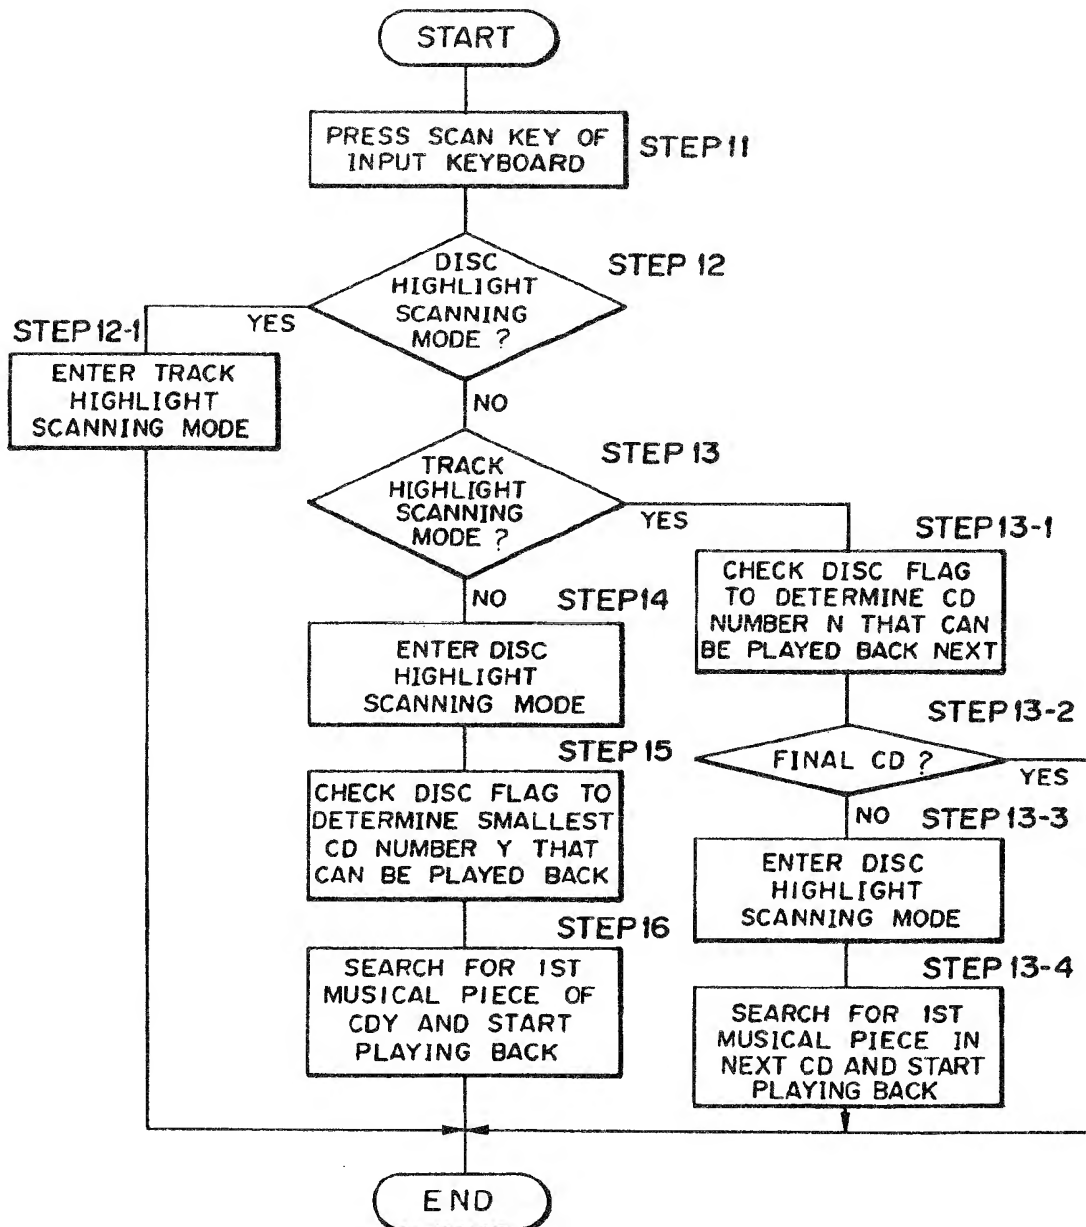 START
PRESS SCAN KEY OF
INPUT KEYBOARD
STEP 11
DISC
HIGHLIGHT
SCANNING
MODE ?
STEP 12
YES
STEP 12-1
ENTER TRACK
HIGHLIGHT
SCANNING MODE
NO
TRACK
HIGHLIGHT
SCANNING
MODE ?
STEP 13
YES
STEP 13-1
CHECK DISC FLAG
TO DETERMINE CD
NUMBER N THAT CAN
BE PLAYED BACK NEXT
NO
STEP 14
ENTER DISC
HIGHLIGHT
SCANNING MODE
STEP 13-2
FINAL CD ?
YES
NO
STEP 15
CHECK DISC FLAG TO
DETERMINE SMALLEST
CD NUMBER Y THAT
CAN BE PLAYED BACK
STEP 13-3
ENTER DISC
HIGHLIGHT
SCANNING MODE
STEP 16
SEARCH FOR 1ST
MUSICAL PIECE OF
CDY AND START
PLAYING BACK
STEP 13-4
SEARCH FOR 1ST
MUSICAL PIECE IN
NEXT CD AND START
PLAYING BACK
END